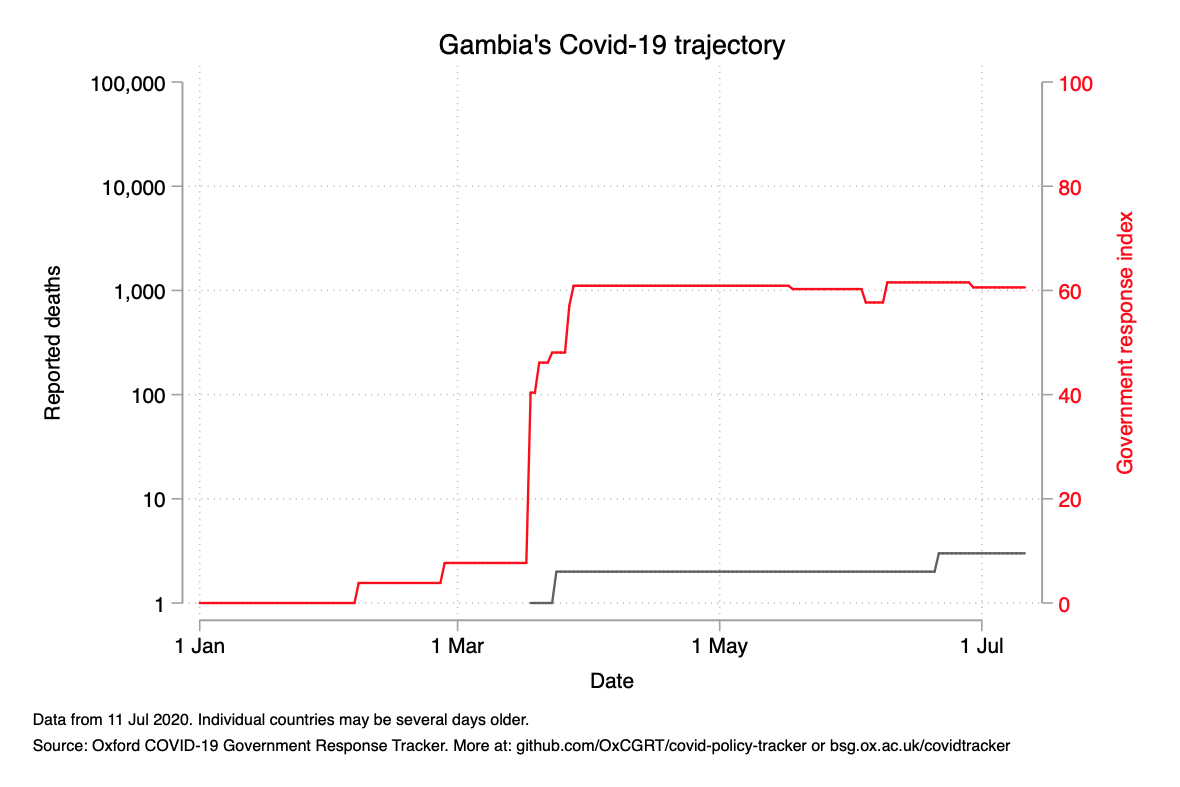 Gambia's Covid-19 trajectory
100,000
10,000
1,000
100
10
1
Reported deaths
100
80
60
40
20
0
Government response index
1 Jan
1 Mar
1 May
1 Jul
Date
Data from 11 Jul 2020. Individual countries may be several days older.
Source: Oxford COVID-19 Government Response Tracker. More at: github.com/OxCGRT/covid-policy-tracker or bsg.ox.ac.uk/covidtracker